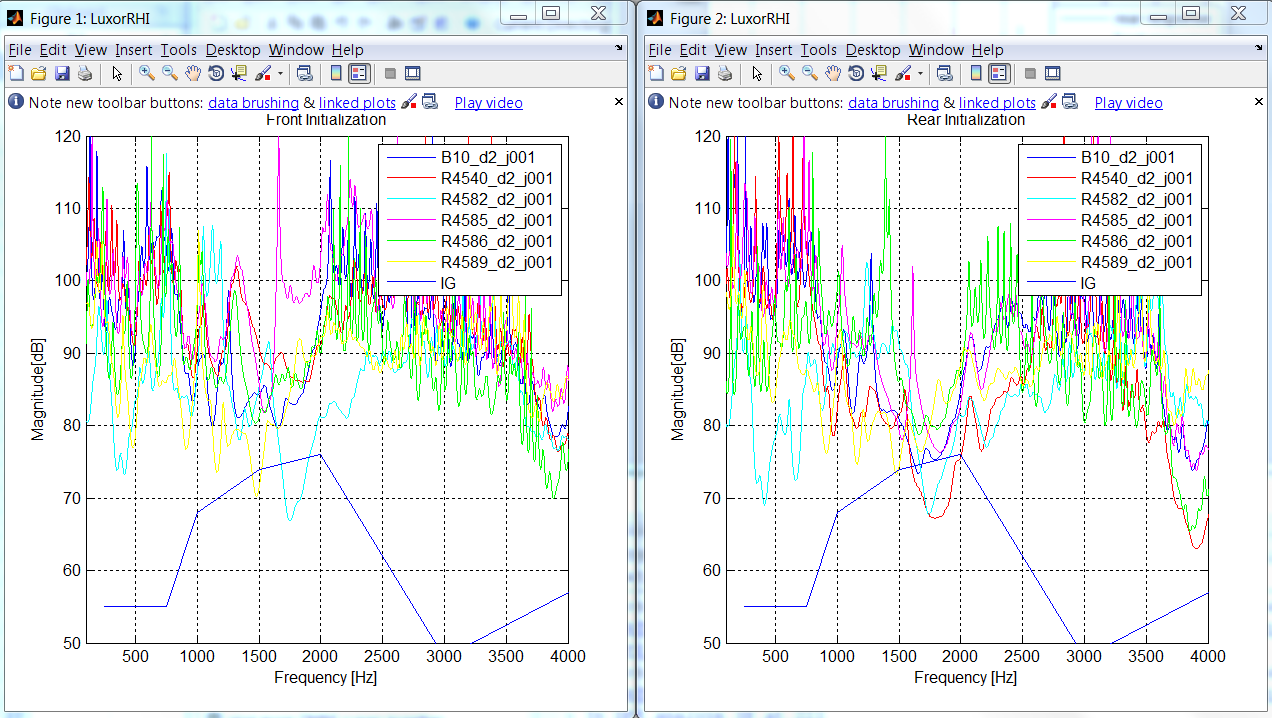 Figure 1: LuxorRHI
File Edit View Insert Tools Desktop Window Help
Note new toolbar buttons: data brushing & linked plots Play video
Front Initialization
120
110
100
90
80
70
60
50
Magnitude[dB]
B10_d2_j001
R4540_d2_j001
R4582_d2_j001
R4585_d2_j001
R4586_d2_j001
R4589_d2_j001
IG
500 1000 1500 2000 2500 3000 3500 4000
Frequency [Hz]
Figure 2: LuxorRHI
File Edit View Insert Tools Desktop Window Help
Note new toolbar buttons: data brushing & linked plots Play video
Rear Initialization
120
110
100
90
80
70
60
50
Magnitude[dB]
B10_d2_j001
R4540_d2_j001
R4582_d2_j001
R4585_d2_j001
R4586_d2_j001
R4589_d2_j001
IG
500 1000 1500 2000 2500 3000 3500 4000
Frequency [Hz]